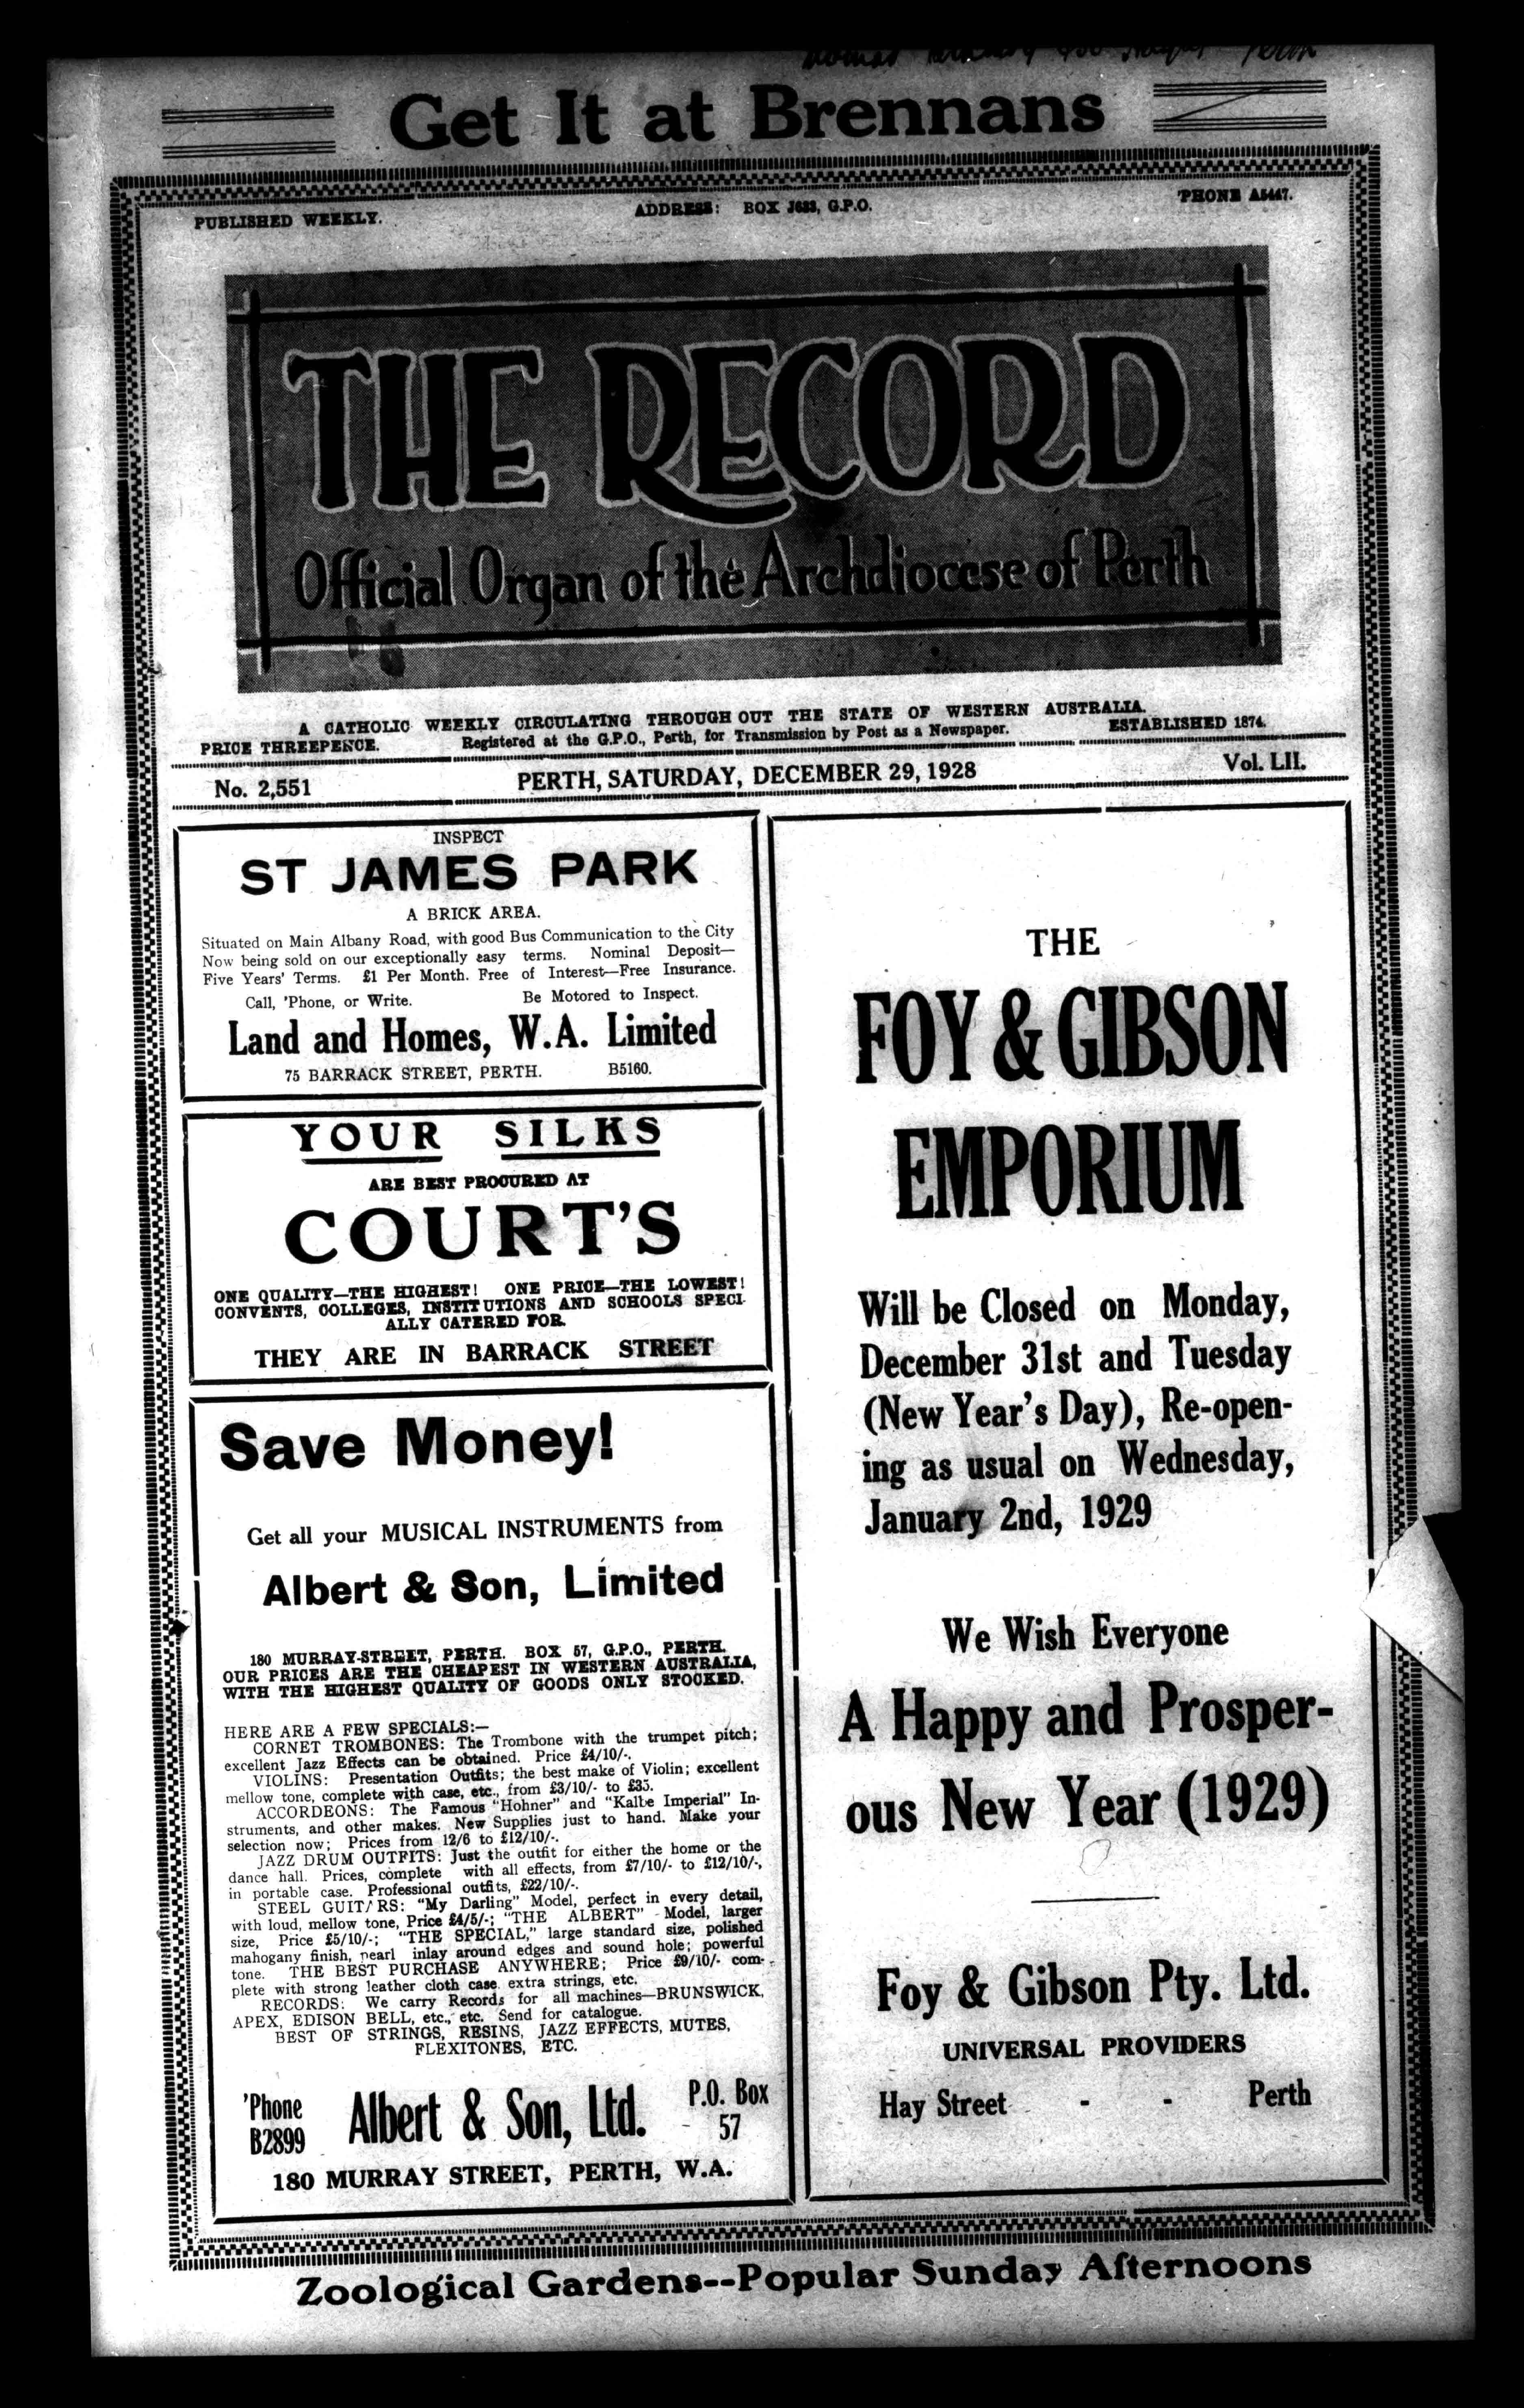 Perth
Get It at Brennans
PUBLISHED WEEKLY. ADDRESS: BOX J633, G.P.O. 'PHONE A5447.
THE RECORD
Official Organ of the Archdiocese of Perth
A CATHOLIC WEEKLY CIRCULATING THROUGH OUT THE STATE OF WESTERN AUSTRALIA.
PRICE THREEPENCE. Registered at the G.P.O., Perth, for Transmission by Post as a Newspaper. ESTABLISHED 1874.
No. 2,551 PERTH, SATURDAY, DECEMBER 29, 1928 Vol. LII.
INSPECT
ST JAMES PARK
A BRICK AREA.
Situated on Main Albany Road, with good Bus Communication to the City
Now being sold on our exceptionally easy terms. Nominal Deposit—
Five Years' Terms. £1 Per Month. Free of Interest—Free Insurance.
Call, 'Phone, or Write. Be Motored to Inspect.
Land and Homes, W.A. Limited
75 BARRACK STREET, PERTH. B5160.
YOUR SILKS
ARE BEST PROCURED AT
COURT'S
ONE QUALITY—THE HIGHEST! ONE PRICE—THE LOWEST!
CONVENTS, COLLEGES, INSTITUTIONS AND SCHOOLS SPECI-
ALLY CATERED FOR.
THEY ARE IN BARRACK STREET
Save Money!
Get all your MUSICAL INSTRUMENTS from
Albert & Son, Limited
180 MURRAY-STREET, PERTH. BOX 57, G.P.O., PERTH.
OUR PRICES ARE THE CHEAPEST IN WESTERN AUSTRALIA,
WITH THE HIGHEST QUALITY OF GOODS ONLY STOCKED.
HERE ARE A FEW SPECIALS:—
CORNET TROMBONES: The Trombone with the trumpet pitch;
excellent Jazz Effects can be obtained. Price £4/10/-.
VIOLINS: Presentation Outfits; the best make of Violin; excellent
mellow tone, complete with case, etc., from £3/10/- to £35.
ACCORDEONS: The Famous "Hohner" and "Kalbe Imperial" In-
struments, and other makes. New Supplies just to hand. Make your
selection now; Prices from 12/6 to £12/10/-.
JAZZ DRUM OUTFITS: Just the outfit for either the home or the
dance hall. Prices, complete with all effects, from £7/10/- to £12/10/-,
in portable case. Professional outfits, £22/10/-.
STEEL GUITARS: "My Darling" Model, perfect in every detail,
with loud, mellow tone, Price £4/5/-; "THE ALBERT" Model, larger
size, Price £5/10/-; "THE SPECIAL," large standard size, polished
mahogany finish, pearl inlay around edges and sound hole; powerful
tone. THE BEST PURCHASE ANYWHERE; Price £9/10/- com-
plete with strong leather cloth case extra strings, etc.
RECORDS: We carry Records for all machines—BRUNSWICK,
APEX, EDISON BELL, etc., etc. Send for catalogue.
BEST OF STRINGS, RESINS, JAZZ EFFECTS, MUTES,
FLEXITONES, ETC.
'Phone B2899 Albert & Son, Ltd. P.O. Box 57
180 MURRAY STREET, PERTH, W.A.
THE
FOY & GIBSON
EMPORIUM
Will be Closed on Monday,
December 31st and Tuesday
(New Year's Day), Re-open-
ing as usual on Wednesday,
January 2nd, 1929
We Wish Everyone
A Happy and Prosper-
ous New Year (1929)
Foy & Gibson Pty. Ltd.
UNIVERSAL PROVIDERS
Hay Street - - Perth
Zoological Gardens--Popular Sunday Afternoons